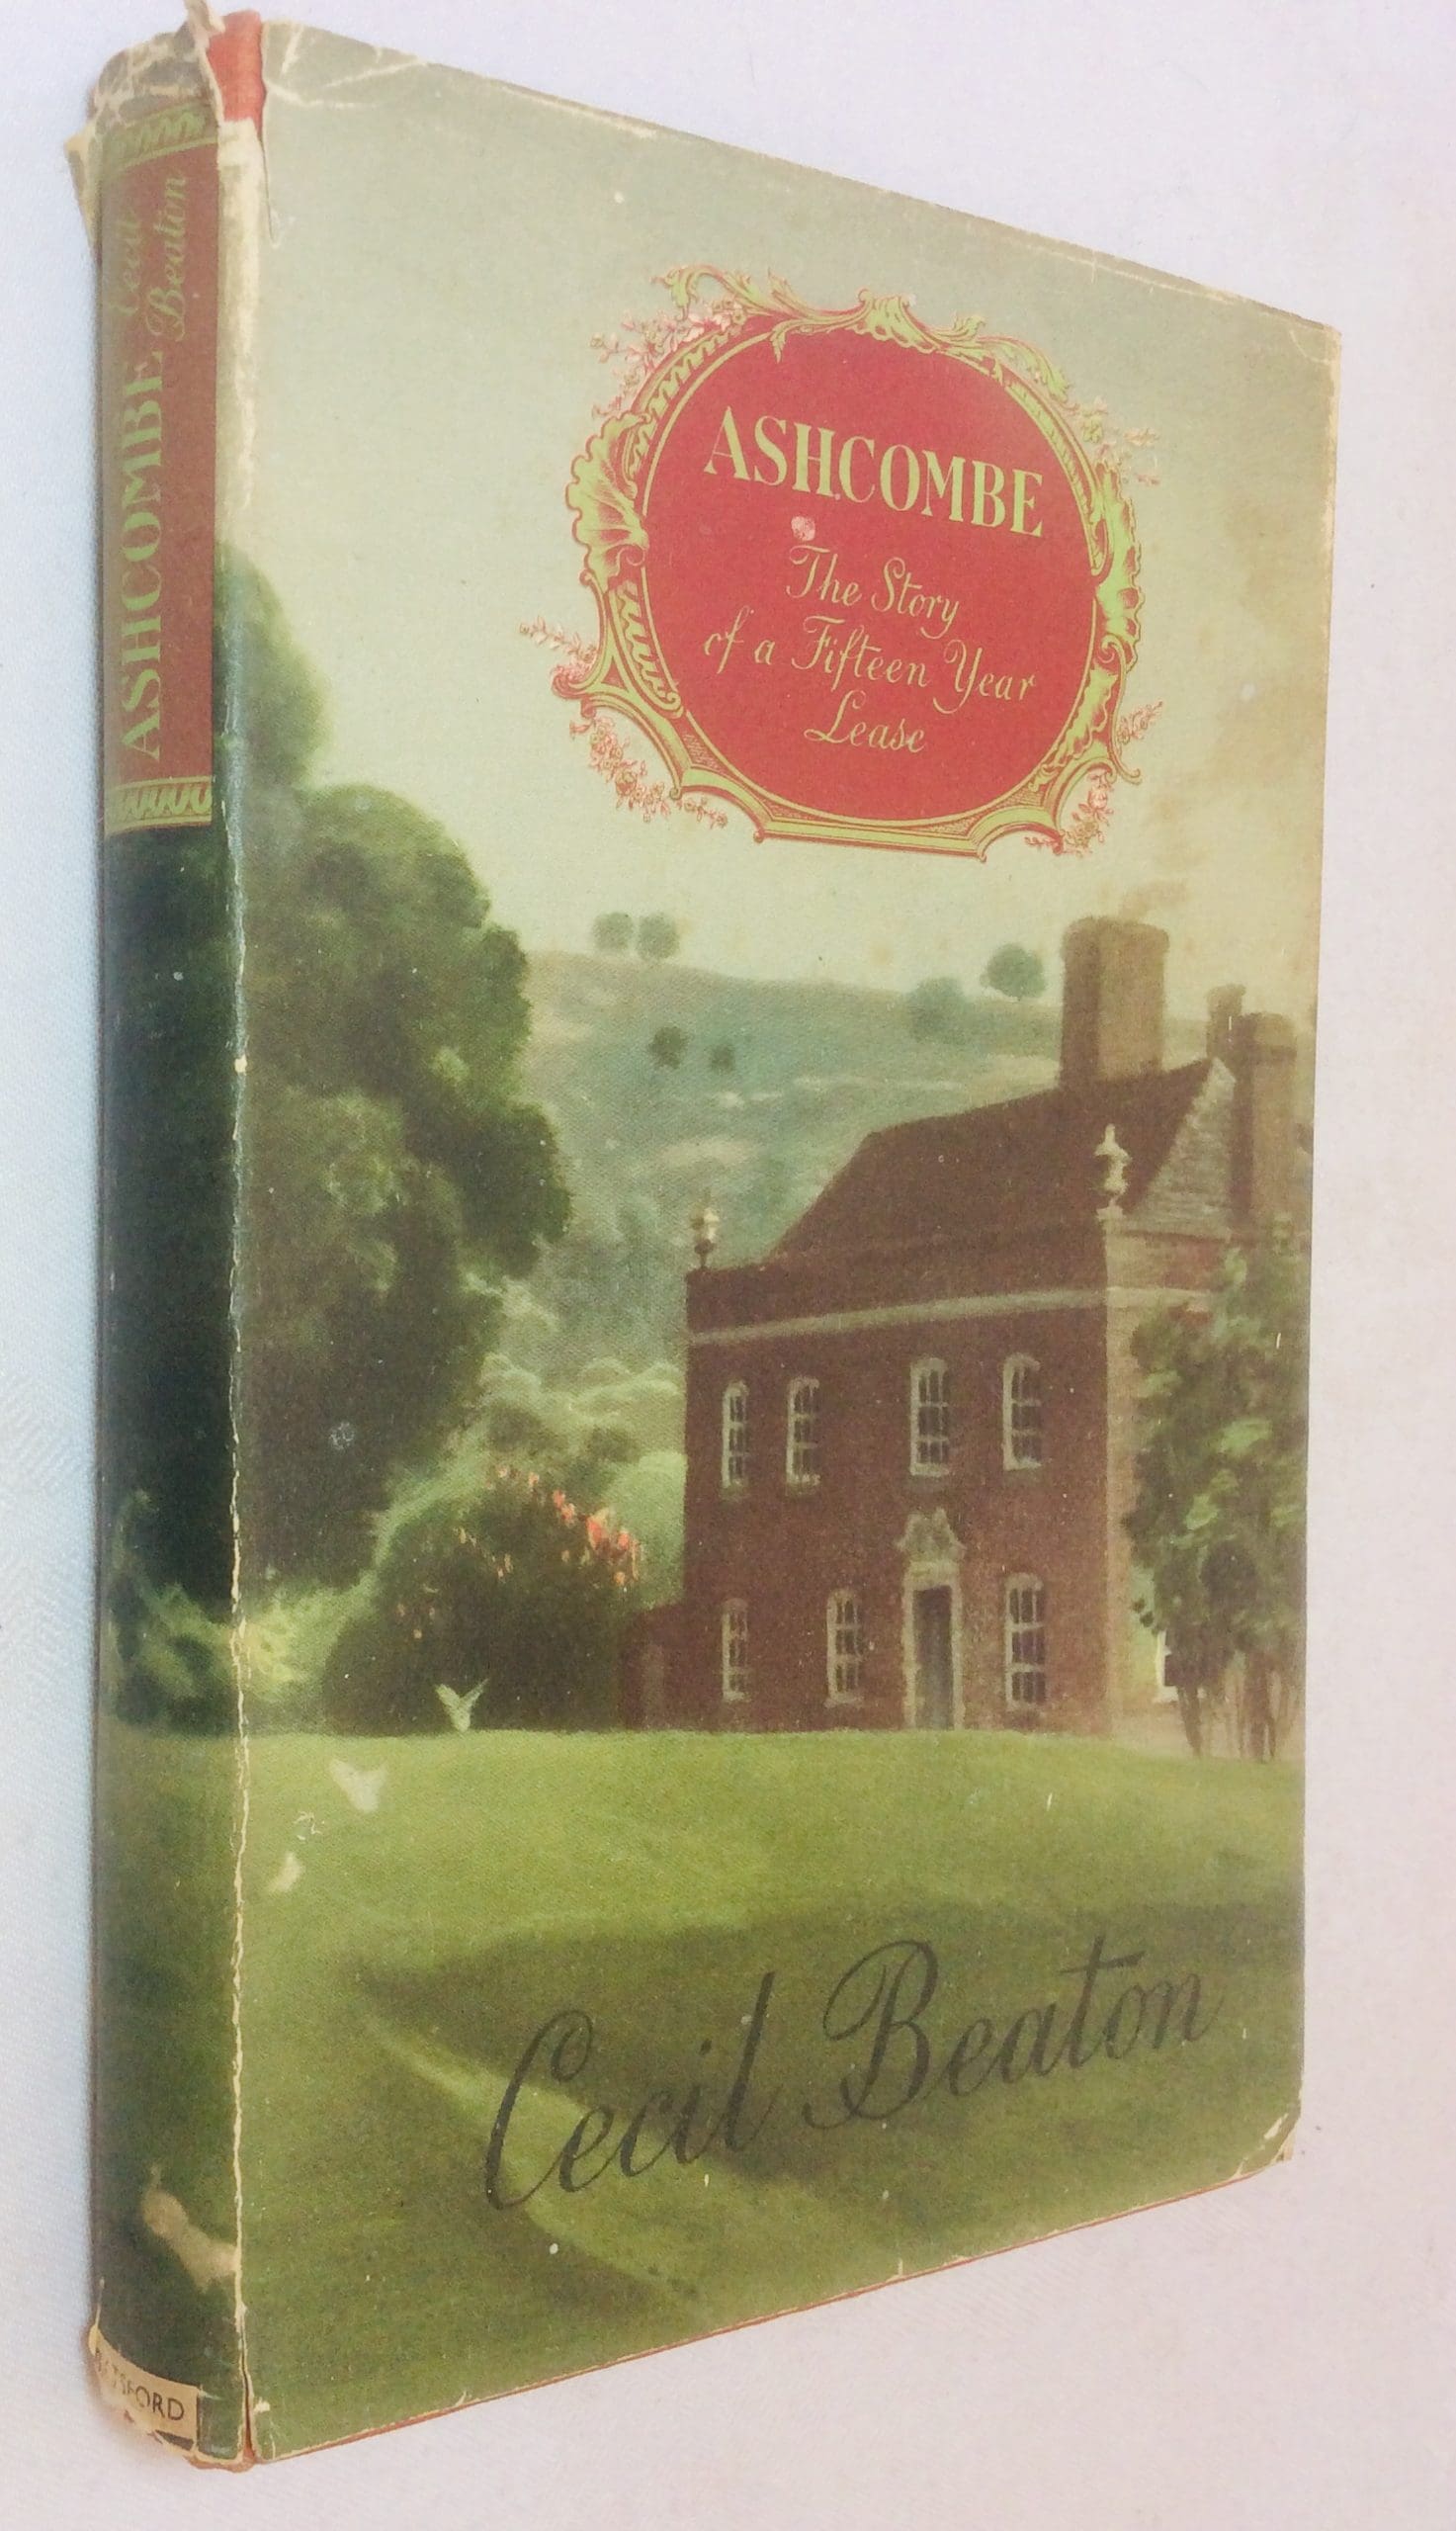 ASHCOMBE
The Story
of a Fifteen Year
Lease
Cecil Beaton
ASHCOMBE
Cecil
Beaton
BATSFORD